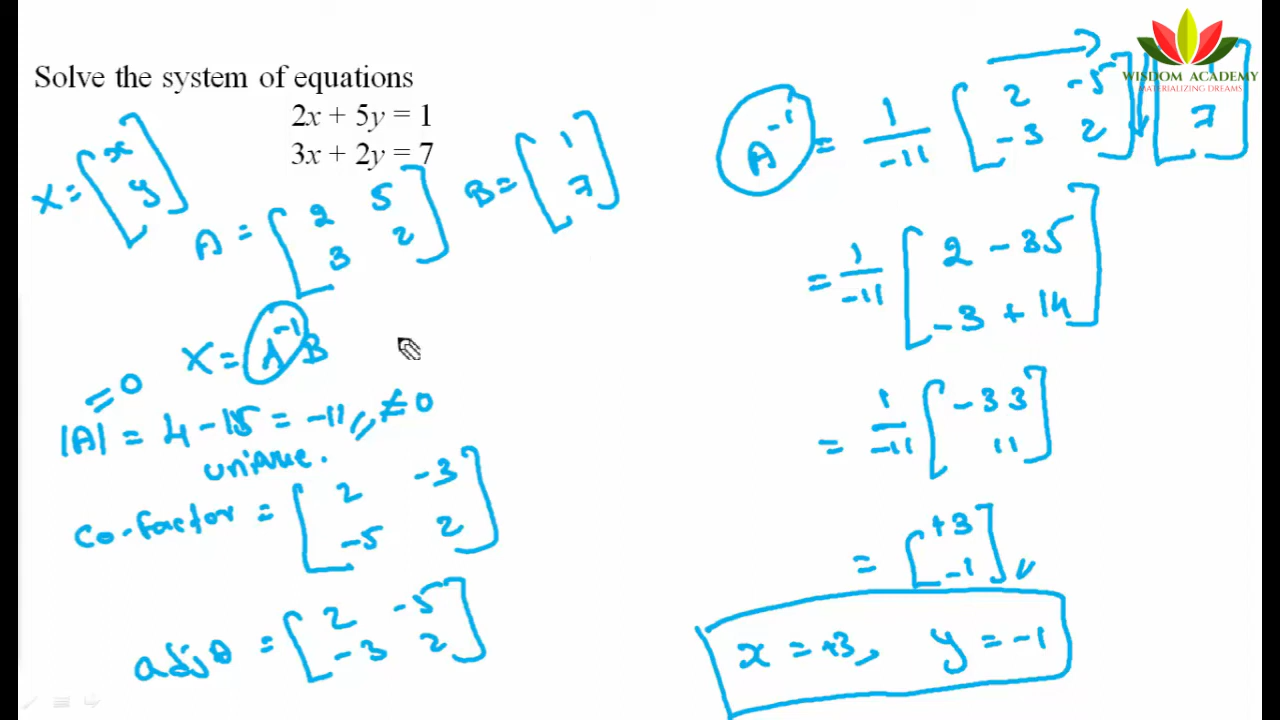 WISDOM ACADEMY
MATERIALIZING DREAMS
Solve the system of equations
2x + 5y = 1
3x + 2y = 7
X = [x
y]
A = [2 5
3 2]
B = [1
7]
X = A⁻¹B
= 0
|A| = 4 - 15 = -11,, ≠ 0
unique.
Co-factor = [2 -3
-5 2]
adj A = [2 -5
-3 2]
A⁻¹ = 1/-11 [2 -5
-3 2] [1
7]
= 1/-11 [2 - 35
-3 + 14]
= 1/-11 [-33
11]
= [+3
-1]
x = +3, y = -1